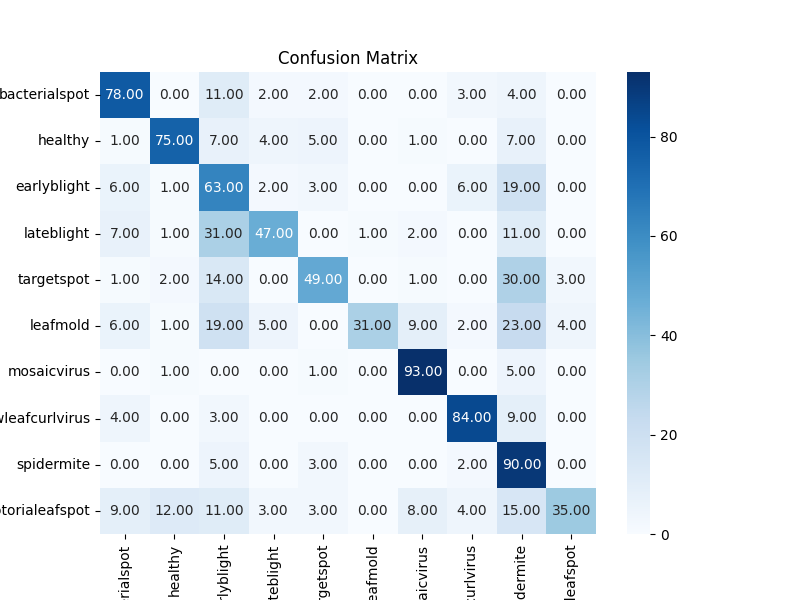 Confusion Matrix
bacterialspot 78.00 0.00 11.00 2.00 2.00 0.00 0.00 3.00 4.00 0.00
healthy 1.00 75.00 7.00 4.00 5.00 0.00 1.00 0.00 7.00 0.00
earlyblight 6.00 1.00 63.00 2.00 3.00 0.00 0.00 6.00 19.00 0.00
lateblight 7.00 1.00 31.00 47.00 0.00 1.00 2.00 0.00 11.00 0.00
targetspot 1.00 2.00 14.00 0.00 49.00 0.00 1.00 0.00 30.00 3.00
leafmold 6.00 1.00 19.00 5.00 0.00 31.00 9.00 2.00 23.00 4.00
mosaicvirus 0.00 1.00 0.00 0.00 1.00 0.00 93.00 0.00 5.00 0.00
wleafcurlvirus 4.00 0.00 3.00 0.00 0.00 0.00 0.00 84.00 9.00 0.00
spidermite 0.00 0.00 5.00 0.00 3.00 0.00 0.00 2.00 90.00 0.00
torialeafspot 9.00 12.00 11.00 3.00 3.00 0.00 8.00 4.00 15.00 35.00
rialspot
healthy
lyblight
teblight
rgetspot
eafmold
aicvirus
urlvirus
dermite
leafspot
80
60
40
20
0